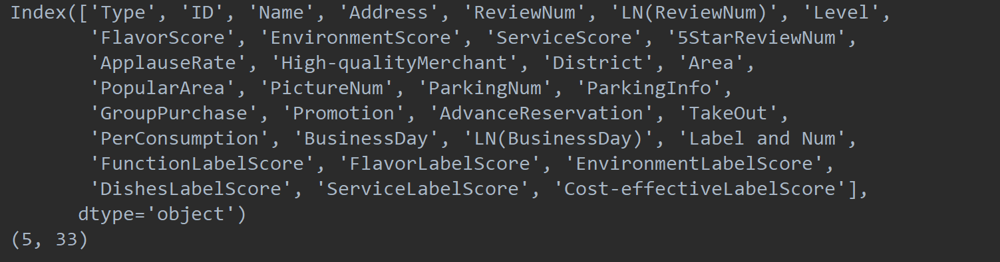 Index(['Type', 'ID', 'Name', 'Address', 'ReviewNum', 'LN(ReviewNum)', 'Level',
'FlavorScore', 'EnvironmentScore', 'ServiceScore', '5StarReviewNum',
'ApplauseRate', 'High-qualityMerchant', 'District', 'Area',
'PopularArea', 'PictureNum', 'ParkingNum', 'ParkingInfo',
'GroupPurchase', 'Promotion', 'AdvanceReservation', 'TakeOut',
'PerConsumption', 'BusinessDay', 'LN(BusinessDay)', 'Label and Num',
'FunctionLabelScore', 'FlavorLabelScore', 'EnvironmentLabelScore',
'DishesLabelScore', 'ServiceLabelScore', 'Cost-effectiveLabelScore'],
dtype='object')
(5, 33)